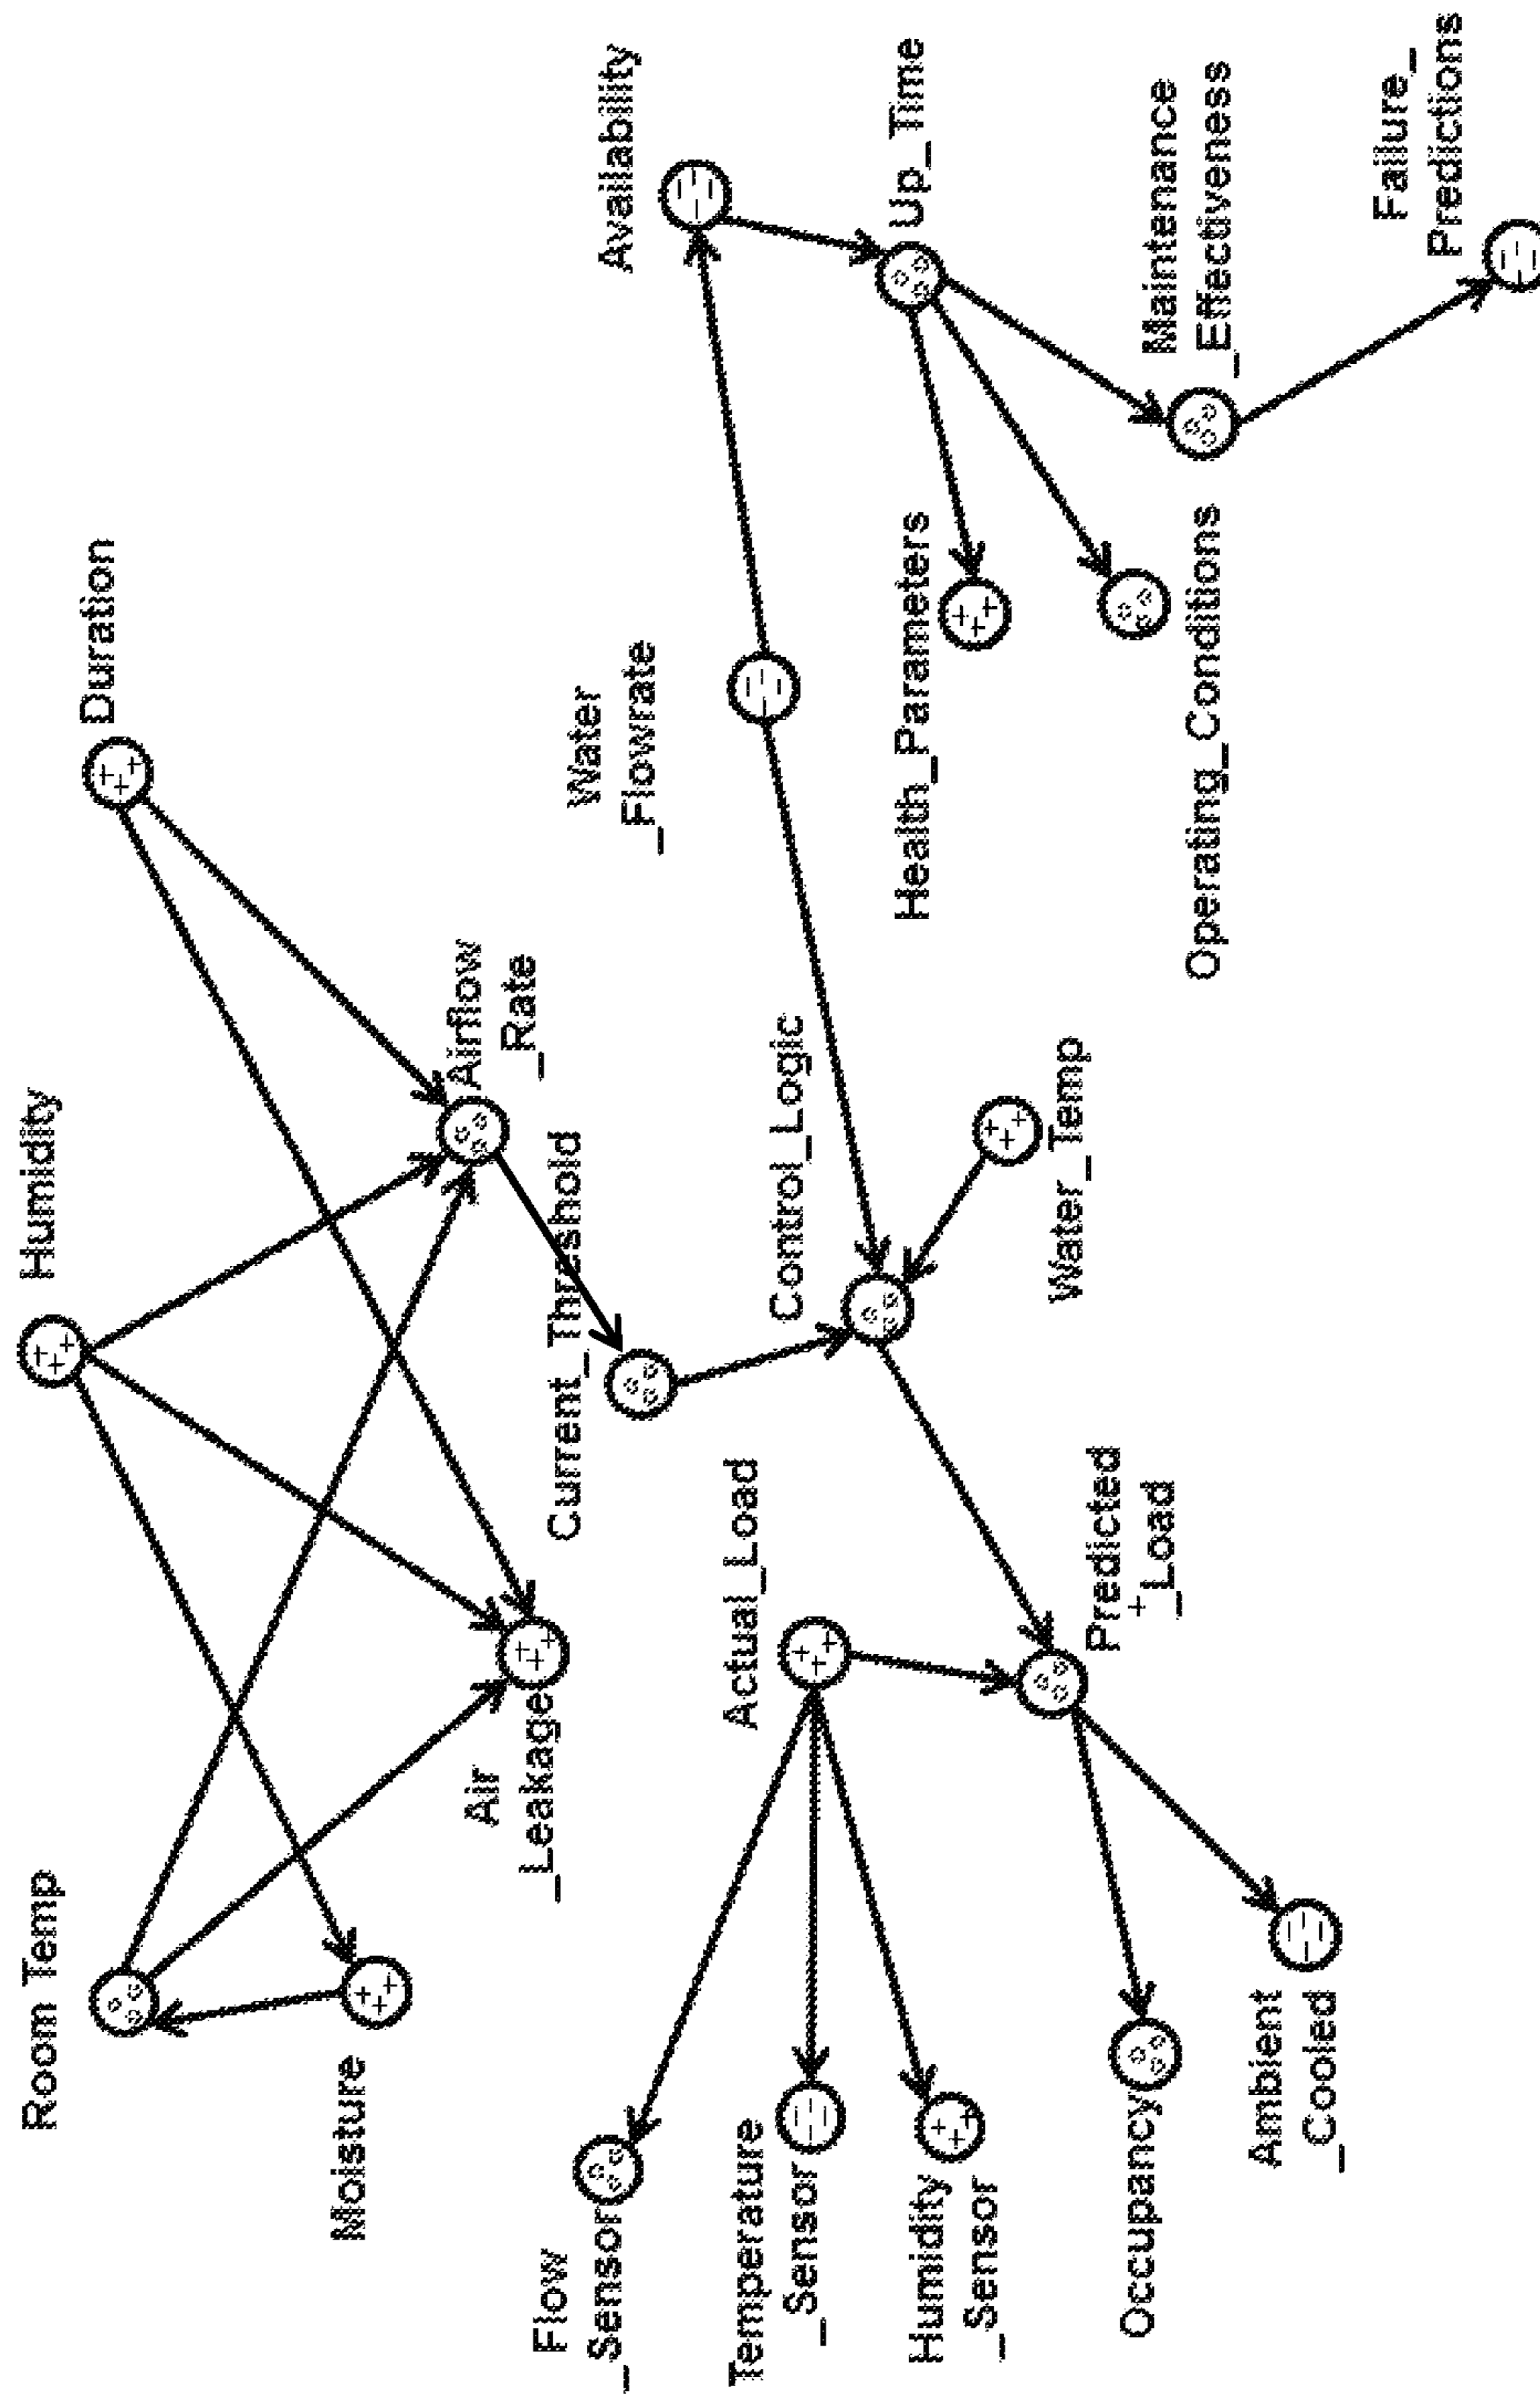 Room Temp
Humidity
Duration
Moisture
Air
_Leakage
Airflow
_Rate
Current_Threshold
Flow
_Sensor
Temperature
_Sensor
Humidity
_Sensor
Actual_Load
Control_Logic
Water
_Flowrate
Availability
Water_Temp
Predicted
_Load
Occupancy
Ambient
_Cooled
Health_Parameters
Operating_Conditions
Up_Time
Maintenance
_Effectiveness
Failure_
Predictions